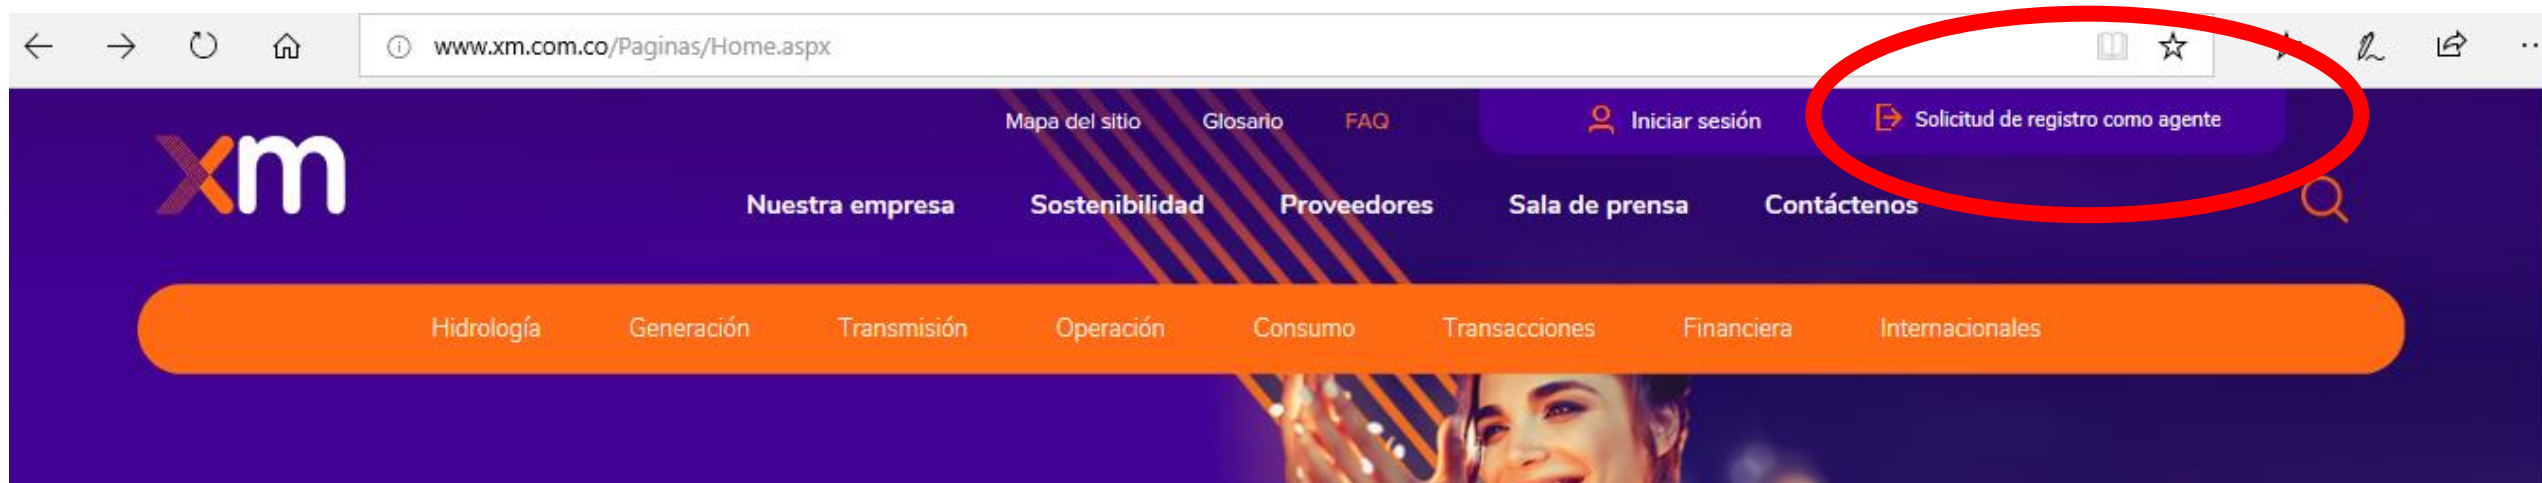 www.xm.com.co/Paginas/Home.aspx
Mapa del sitio Glosario FAQ Iniciar sesión Solicitud de registro como agente
xm
Nuestra empresa Sostenibilidad Proveedores Sala de prensa Contáctenos
Hidrología Generación Transmisión Operación Consumo Transacciones Financiera Internacionales